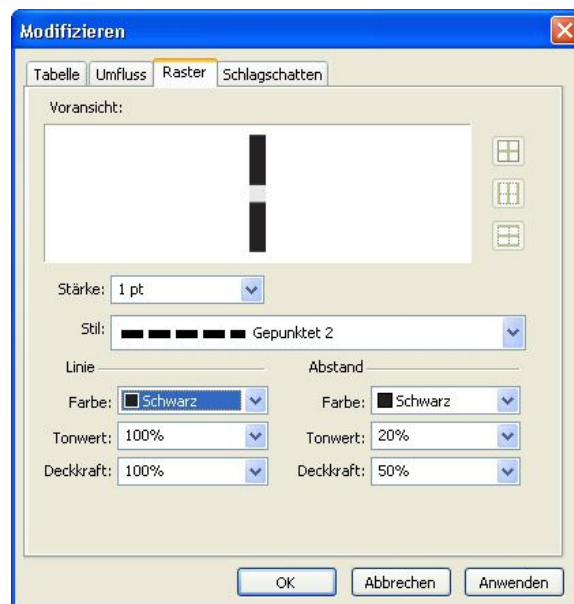 Modifizieren
Tabelle Umfluss Raster Schlagschatten
Voransicht:
Stärke: 1 pt
Stil: Gepunktet 2
Linie Abstand
Farbe: Schwarz Farbe: Schwarz
Tonwert: 100% Tonwert: 20%
Deckkraft: 100% Deckkraft: 50%
OK Abbrechen Anwenden